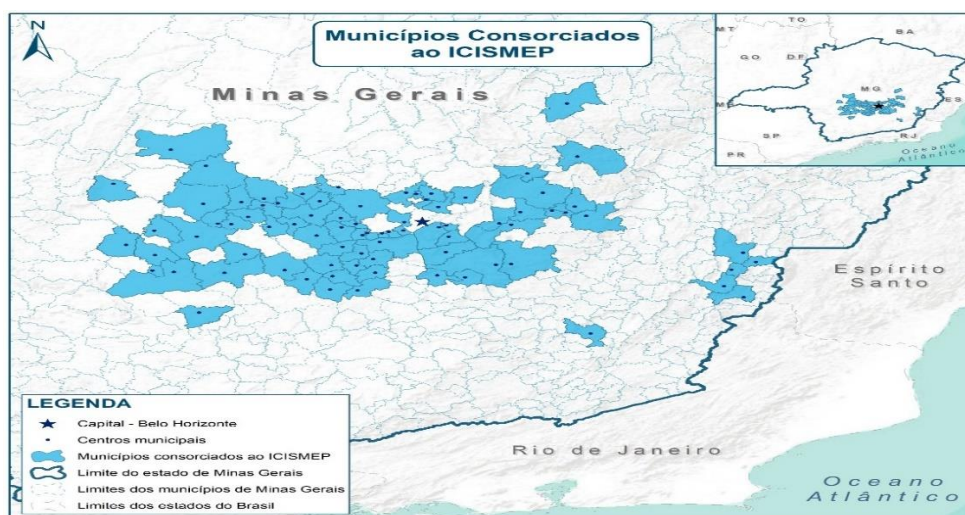 N
Municípios Consorciados
ao ICISMEP
Minas Gerais
Espírito
Santo
Rio de Janeiro
Oceano
Atlântico
TO
MT
BA
GO
DF
MG
ES
SP
RJ
PR
Oceano
Atlântico
LEGENDA
Capital - Belo Horizonte
Centros municipais
Municípios consorciados ao ICISMEP
Limite do estado de Minas Gerais
Limites dos municípios de Minas Gerais
Limites dos estados do Brasil